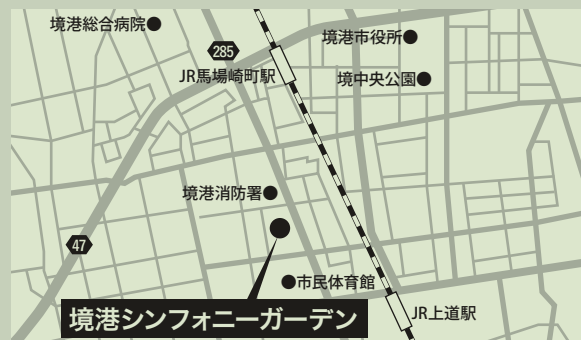 境港総合病院
285
境港市役所
JR馬場崎町駅
境中央公園
境港消防署
47
市民体育館
境港シンフォニーガーデン
JR上道駅